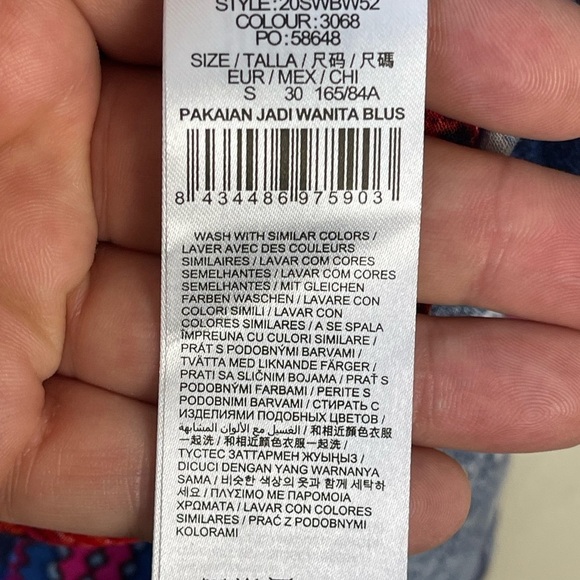 STYLE:20SWBW52
COLOUR:3068
PO:58648
SIZE / TALLA / 尺码 / 尺碼
EUR / MEX / CHI
S 30 165/84A
PAKAIAN JADI WANITA BLUS
8 434486 975903
WASH WITH SIMILAR COLORS /
LAVER AVEC DES COULEURS
SIMILAIRES / LAVAR COM CORES
SEMELHANTES / LAVAR COM CORES
SEMELHANTES / MIT GLEICHEN
FARBEN WASCHEN / LAVARE CON
COLORI SIMILI / LAVAR CON
COLORES SIMILARES / A SE SPALA
ÎMPREUNA CU CULORI SIMILARE /
PRÁT S PODOBNÝMI BARVAMI /
TVÄTTA MED LIKNANDE FÄRGER /
PRATI SA SLIČNIM BOJAMA / PRAŤ S
PODOBNÝMI FARBAMI / PERITE S
PODOBNIMI BARVAMI / СТИРАТЬ С
ИЗДЕЛИЯМИ ПОДОБНЫХ ЦВЕТОВ /
الغسيل مع الألوان المشابهة / 和相近顏色衣服
一起洗 / 和相近颜色衣服一起洗 /
ТҮСТЕС ЗАТТАРМЕН ЖУЫҢЫЗ /
DICUCI DENGAN YANG WARNANYA
SAMA / 비슷한 색상의 옷과 함께 세탁하
세요 / ΠΛΥΣΙΜΟ ΜΕ ΠΑΡΟΜΟΙΑ
ΧΡΩΜΑΤΑ / LAVAR CON COLORES
SIMILARES / PRAĆ Z PODOBNYMI
KOLORAMI